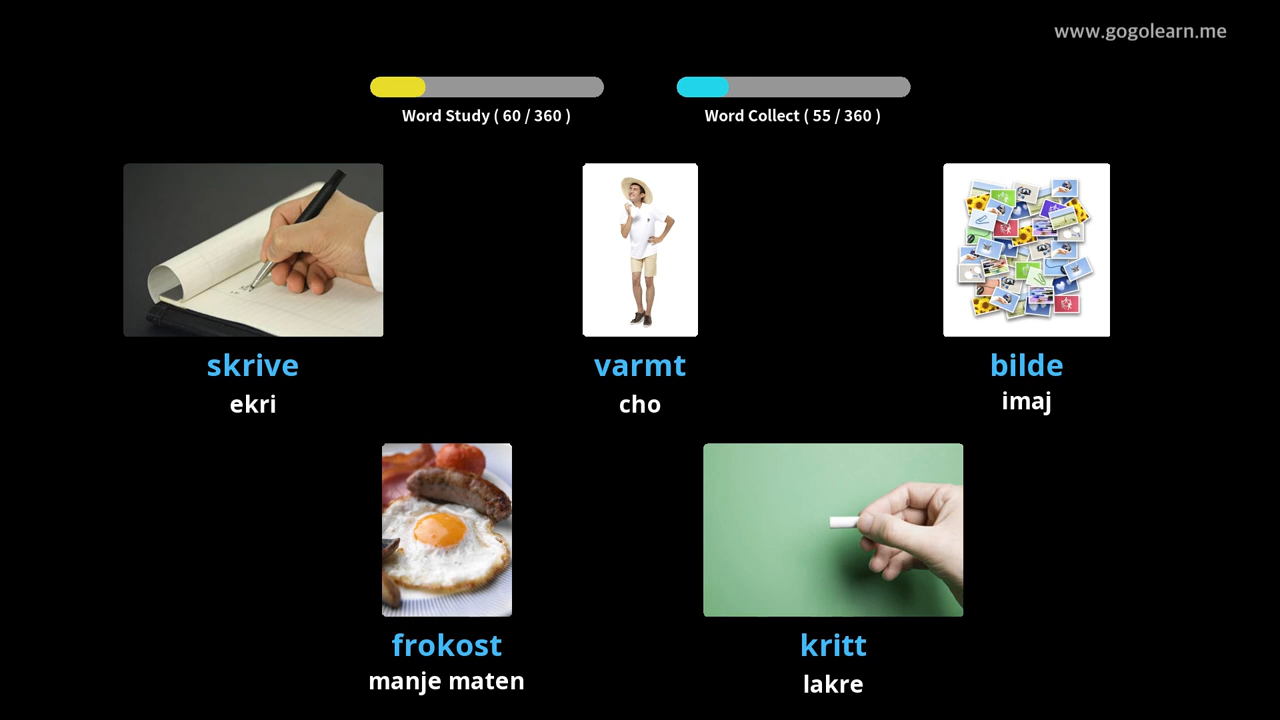 www.gogolearn.me
Word Study ( 60 / 360 )
Word Collect ( 55 / 360 )
skrive
ekri
varmt
cho
bilde
imaj
frokost
manje maten
kritt
lakre